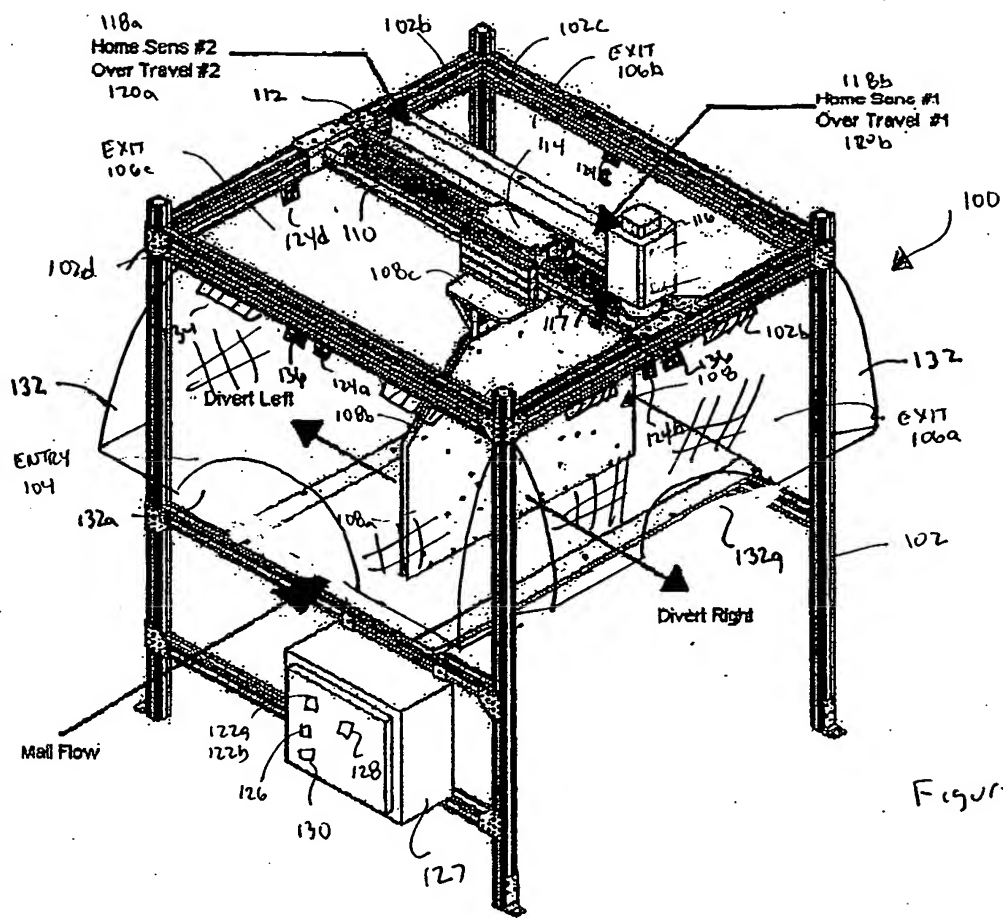 118a
Home Sens #2
Over Travel #2
120a
102b
102c
EXIT
106b
112
114
118b
Home Sens #1
Over Travel #1
120b
EXIT
106c
124d
110
116
100
102d
108c
117
102b
134
136
124a
Divert Left
108b
136
108
124b
132
132
EXIT
106a
ENTRY
104
132a
108a
132a
102
Divert Right
Mail Flow
122a
122b
126
128
130
127
Figur